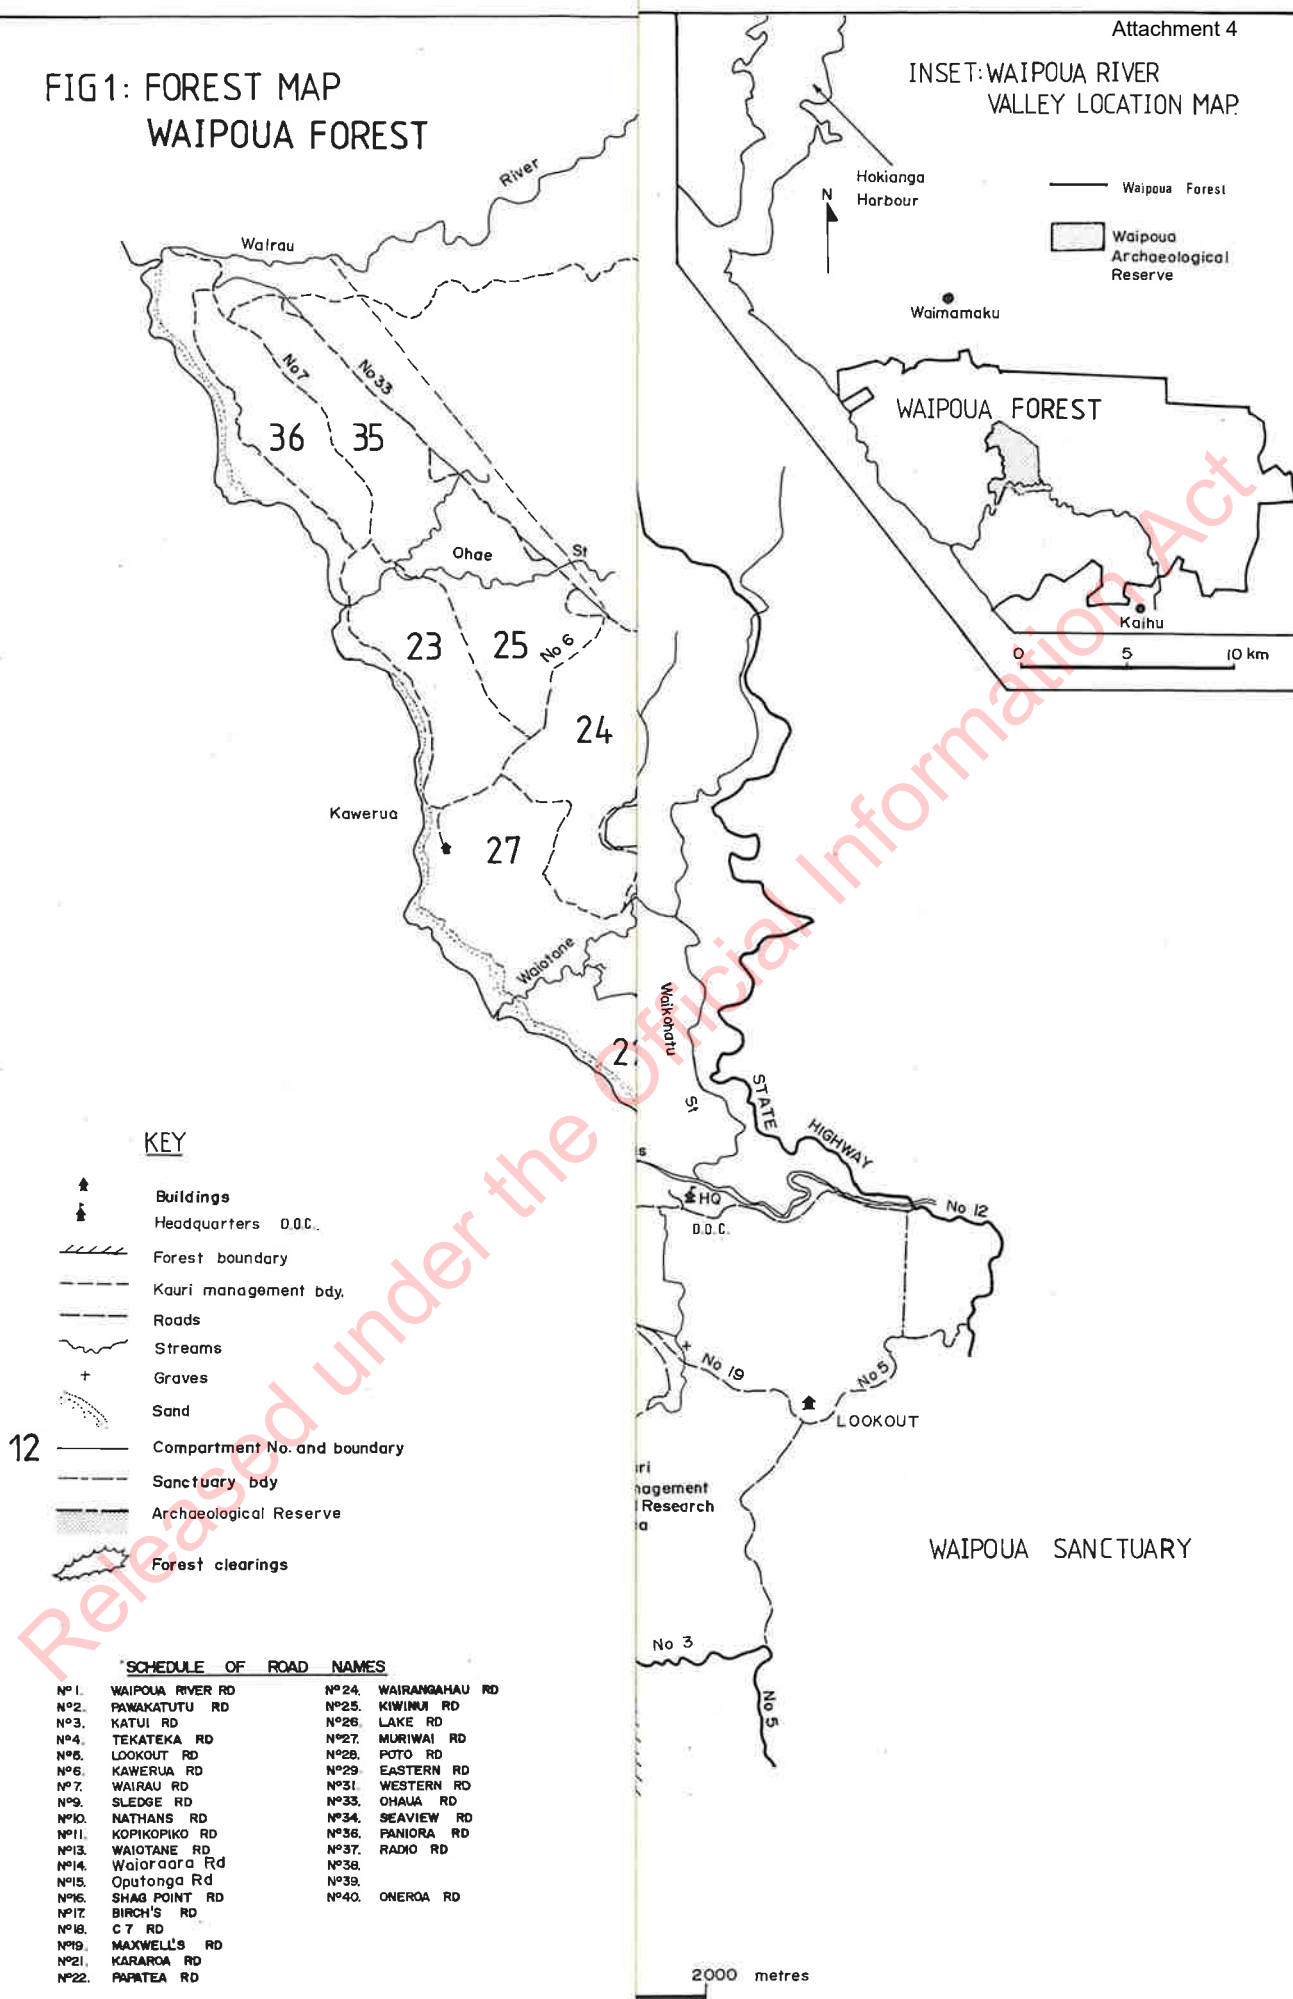 Attachment 4
FIG 1: FOREST MAP
WAIPOUA FOREST
INSET: WAIPOUA RIVER
VALLEY LOCATION MAP.
Hokianga
Harbour
N
Waipoua Forest
Waipoua
Archaeological
Reserve
Waimamaku
WAIPOUA FOREST
Kaihu
0 5 10 km
River
Wairau
No 7
No 33
36
35
Ohae
St
23
25
No 6
24
Kawerua
27
Waiotane
Waikohatu
St
STATE
HIGHWAY
No 12
HQ
D.O.C.
No 19
No 5
LOOKOUT
nagement
Research
WAIPOUA SANCTUARY
No 3
No 5
KEY
Buildings
Headquarters D.O.C.
Forest boundary
Kauri management bdy.
Roads
Streams
Graves
Sand
12 Compartment No. and boundary
Sanctuary bdy
Archaeological Reserve
Forest clearings
SCHEDULE OF ROAD NAMES
Nº1. WAIPOUA RIVER RD
Nº2. PAWAKATUTU RD
Nº3. KATUI RD
Nº4. TEKATEKA RD
Nº5. LOOKOUT RD
Nº6. KAWERUA RD
Nº7. WAIRAU RD
Nº9. SLEDGE RD
Nº10. NATHANS RD
Nº11. KOPIKOPIKO RD
Nº13. WAIOTANE RD
Nº14. Waioraara Rd
Nº15. Oputonga Rd
Nº16. SHAG POINT RD
Nº17. BIRCH'S RD
Nº18. C 7 RD
Nº19. MAXWELL'S RD
Nº21. KARAROA RD
Nº22. PAPATEA RD
Nº24. WAIRANGAHAU RD
Nº25. KIWINUI RD
Nº26. LAKE RD
Nº27. MURIWAI RD
Nº28. POTO RD
Nº29 EASTERN RD
Nº31. WESTERN RD
Nº33. OHAUA RD
Nº34. SEAVIEW RD
Nº36. PANIORA RD
Nº37. RADIO RD
Nº38.
Nº39.
Nº40. ONEROA RD
2000 metres
Released under the Official Information Act